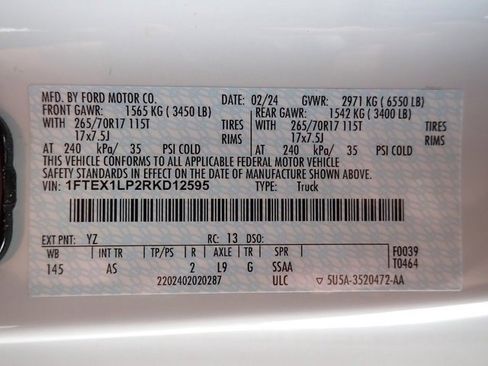 MFD. BY FORD MOTOR CO. DATE: 02/24 GVWR: 2971 KG (6550 LB)
FRONT GAWR: 1565 KG (3450 LB) REAR GAWR: 1542 KG (3400 LB)
WITH 265/70R17 115T TIRES WITH 265/70R17 115T TIRES
17x7.5J 17x7.5J
AT 240 kPa/ 35 PSI COLD AT 240 kPa/ 35 PSI COLD
THIS VEHICLE CONFORMS TO ALL APPLICABLE FEDERAL MOTOR VEHICLE
SAFETY STANDARDS IN EFFECT ON THE DATE OF MANUFACTURE SHOWN ABOVE.
VIN: 1FTEX1LP2RKD12595 TYPE: Truck
EXT PNT: YZ RC: 13 DSO: F0039
WB INT TR TP/PS R AXLE TR SPR T0464
145 AS 2 L9 G SSAA
2202402020287 ULC ▽ 5U5A-3520472-AA